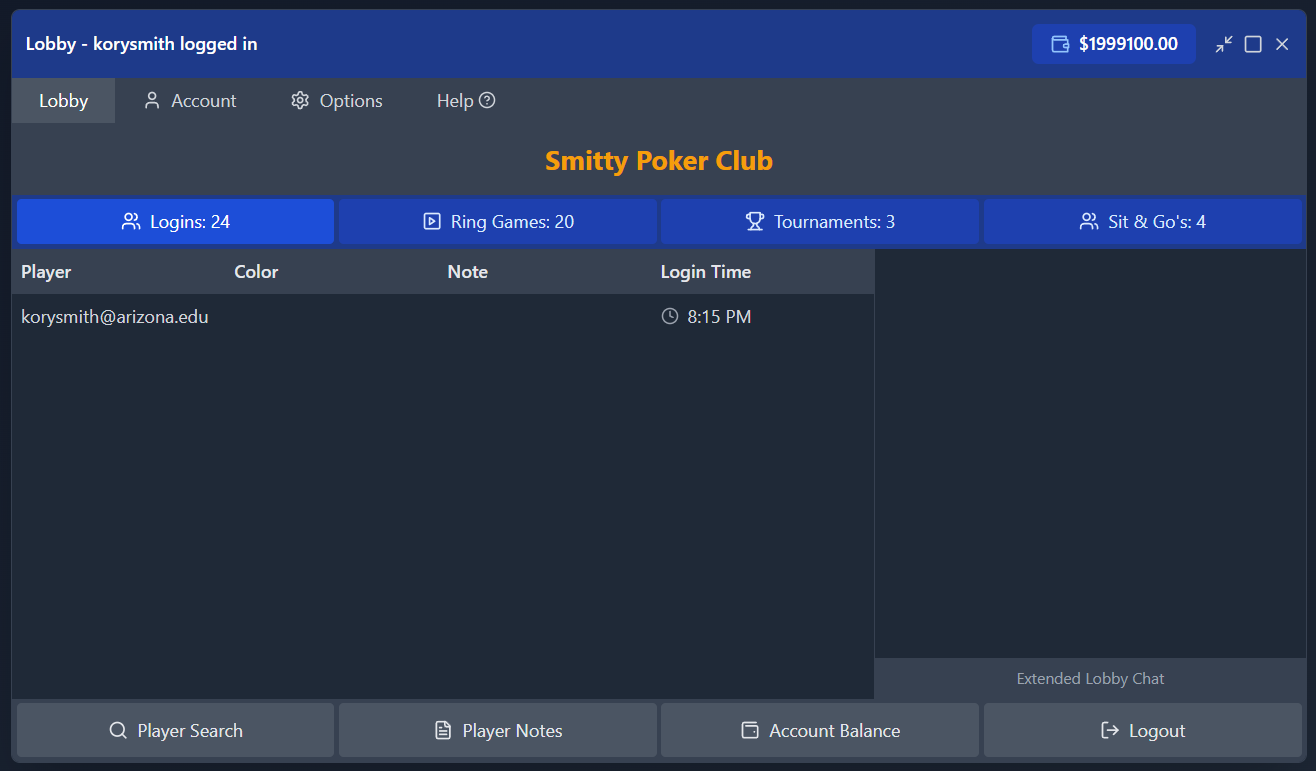 Lobby - korysmith logged in
$1999100.00
Lobby Account Options Help
Smitty Poker Club
Logins: 24 Ring Games: 20 Tournaments: 3 Sit & Go's: 4
Player Color Note Login Time
korysmith@arizona.edu 8:15 PM
Extended Lobby Chat
Player Search Player Notes Account Balance Logout